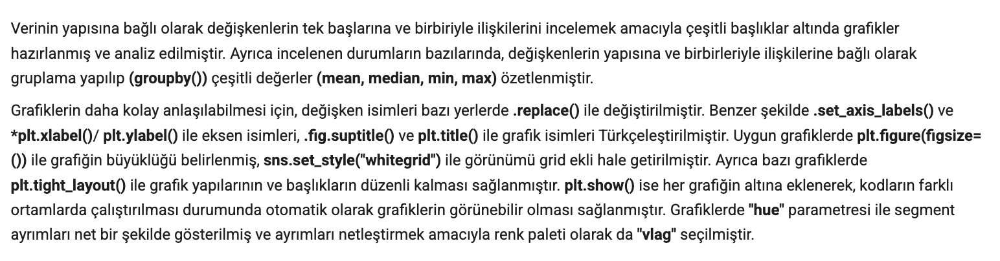 Verinin yapısına bağlı olarak değişkenlerin tek başlarına ve birbiriyle ilişkilerini incelemek amacıyla çeşitli başlıklar altında grafikler
hazırlanmış ve analiz edilmiştir. Ayrıca incelenen durumların bazılarında, değişkenlerin yapısına ve birbirleriyle ilişkilerine bağlı olarak
gruplama yapılıp (groupby()) çeşitli değerler (mean, median, min, max) özetlenmiştir.
Grafiklerin daha kolay anlaşılabilmesi için, değişken isimleri bazı yerlerde .replace() ile değiştirilmiştir. Benzer şekilde .set_axis_labels() ve
*plt.xlabel()/ plt.ylabel() ile eksen isimleri, .fig.suptitle() ve plt.title() ile grafik isimleri Türkçeleştirilmiştir. Uygun grafiklerde plt.figure(figsize=
()) ile grafiğin büyüklüğü belirlenmiş, sns.set_style("whitegrid") ile görünümü grid ekli hale getirilmiştir. Ayrıca bazı grafiklerde
plt.tight_layout() ile grafik yapılarının ve başlıkların düzenli kalması sağlanmıştır. plt.show() ise her grafiğin altına eklenerek, kodların farklı
ortamlarda çalıştırılması durumunda otomatik olarak grafiklerin görünebilir olması sağlanmıştır. Grafiklerde "hue" parametresi ile segment
ayrımları net bir şekilde gösterilmiş ve ayrımları netleştirmek amacıyla renk paleti olarak da "vlag" seçilmiştir.